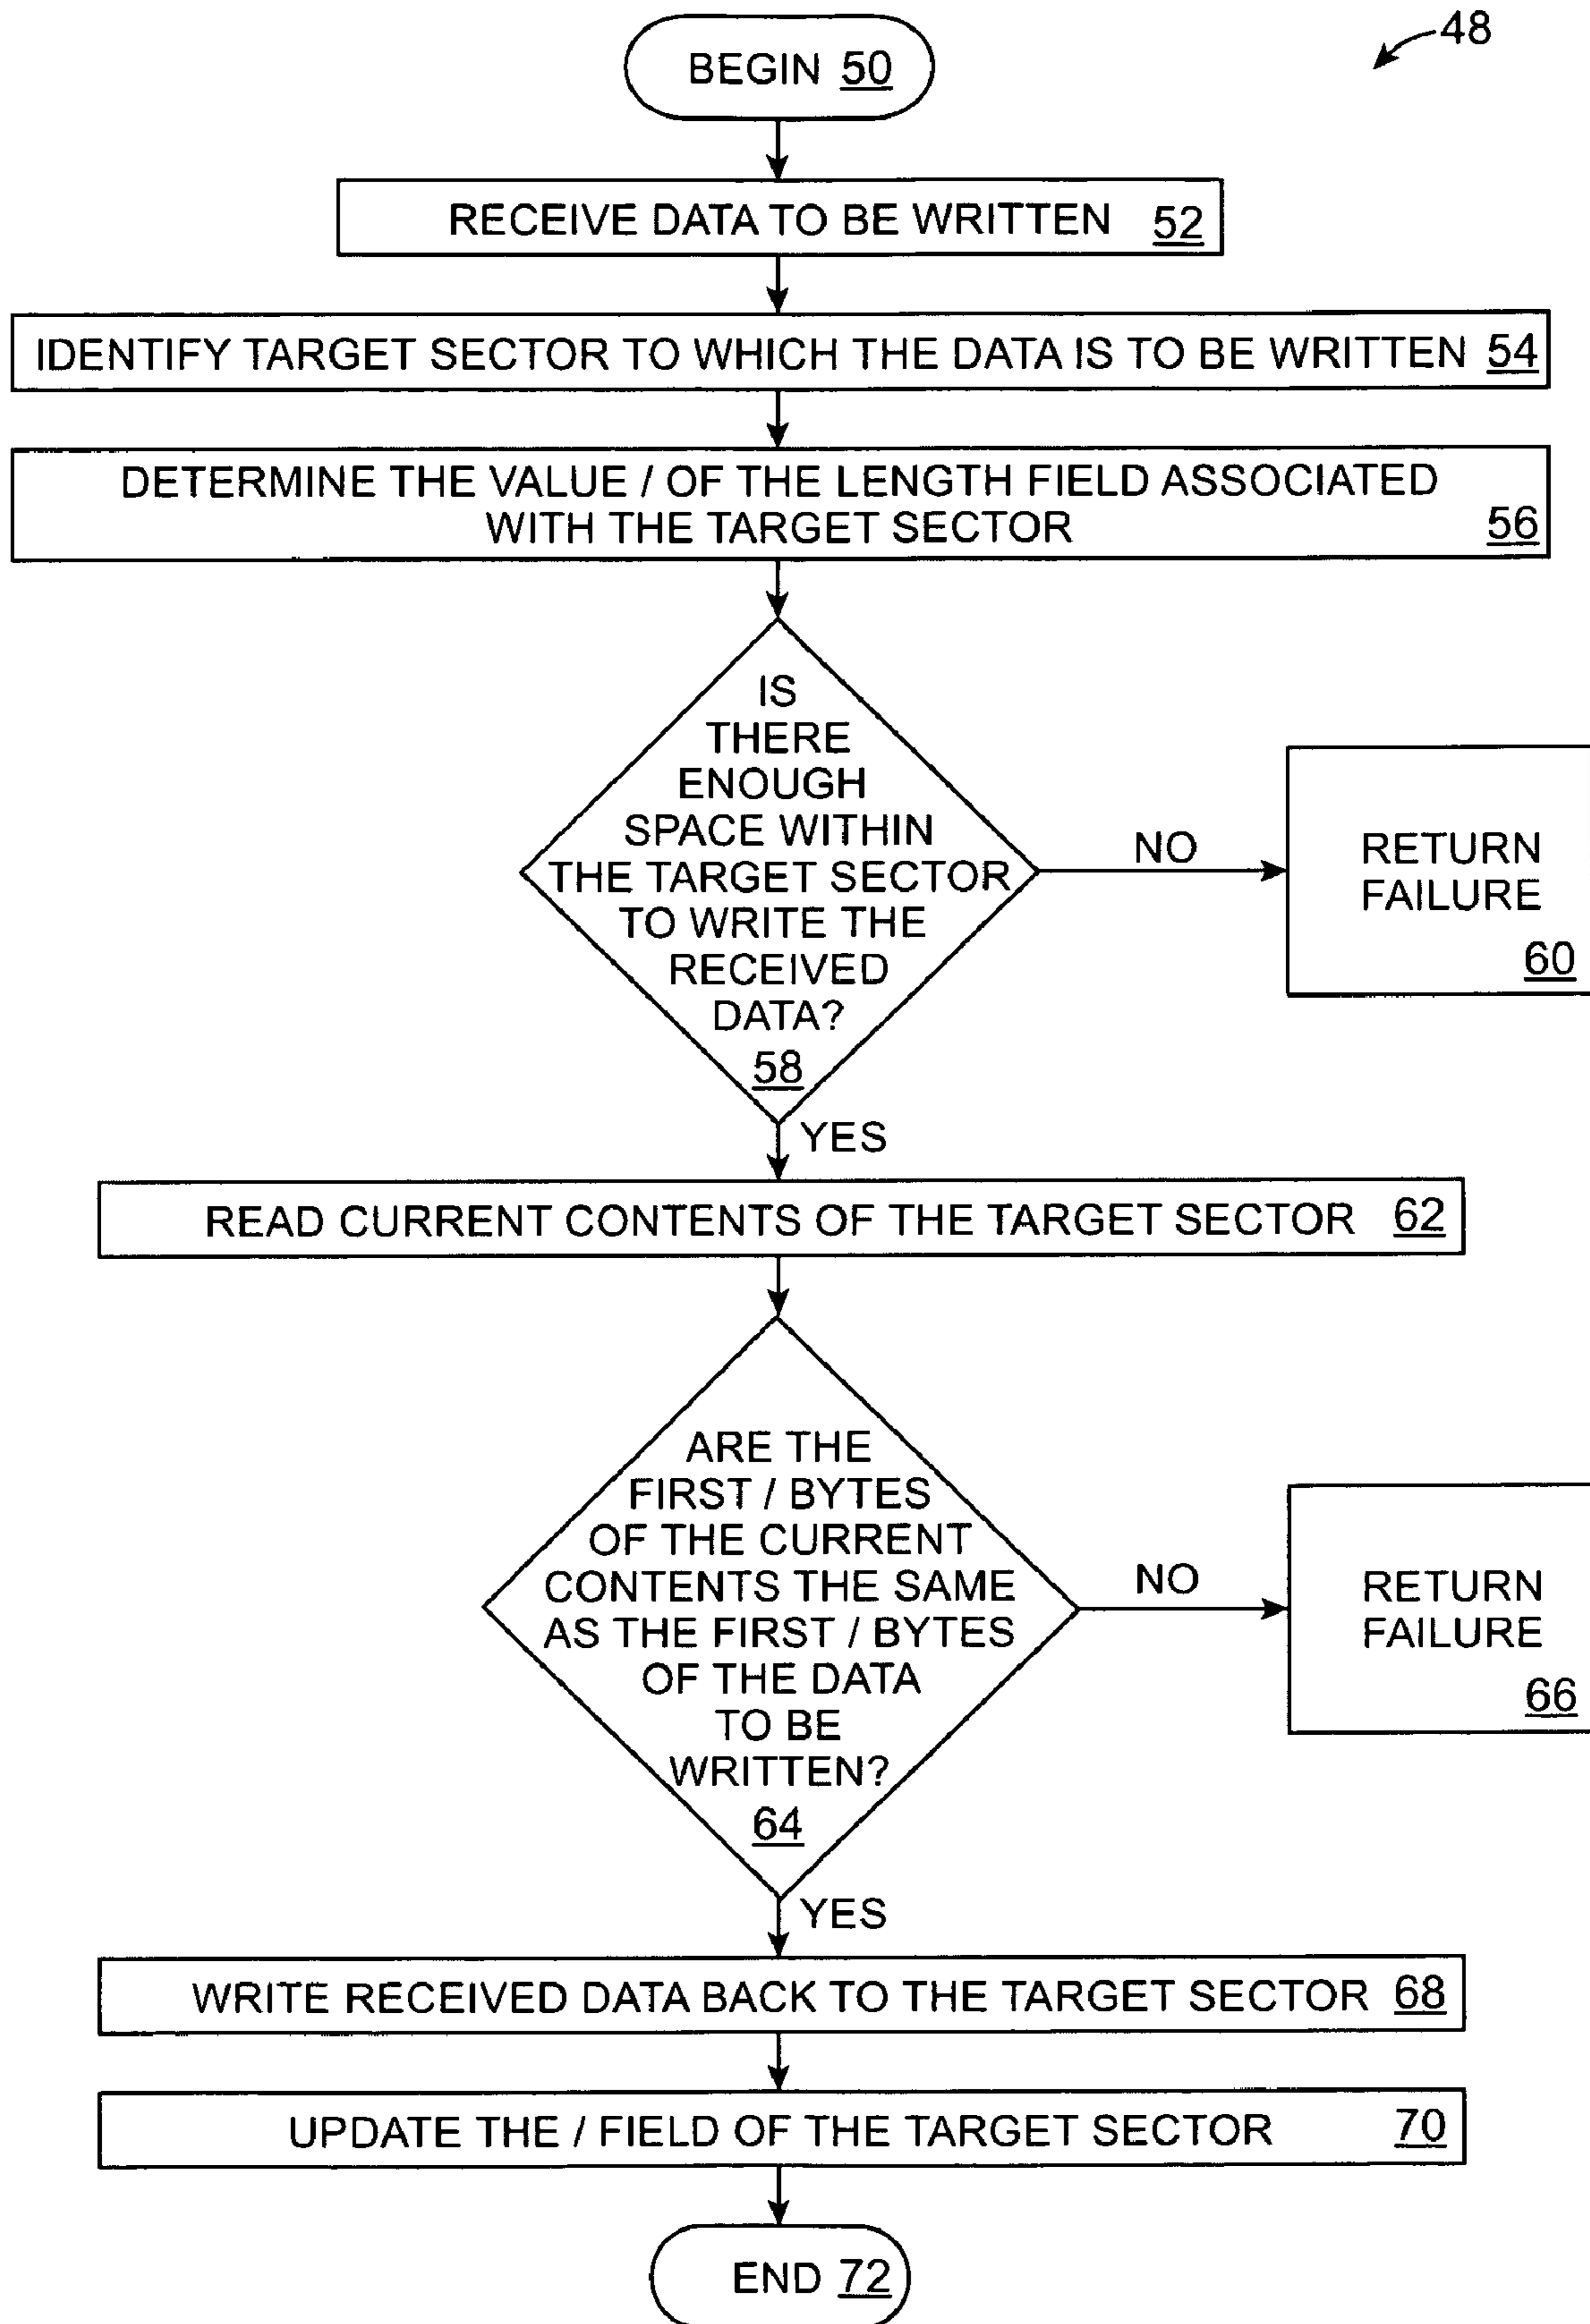 48
BEGIN 50
RECEIVE DATA TO BE WRITTEN 52
IDENTIFY TARGET SECTOR TO WHICH THE DATA IS TO BE WRITTEN 54
DETERMINE THE VALUE l OF THE LENGTH FIELD ASSOCIATED
WITH THE TARGET SECTOR 56
IS
THERE
ENOUGH
SPACE WITHIN
THE TARGET SECTOR
TO WRITE THE
RECEIVED
DATA?
58
NO
RETURN
FAILURE
60
YES
READ CURRENT CONTENTS OF THE TARGET SECTOR 62
ARE THE
FIRST l BYTES
OF THE CURRENT
CONTENTS THE SAME
AS THE FIRST l BYTES
OF THE DATA
TO BE
WRITTEN?
64
NO
RETURN
FAILURE
66
YES
WRITE RECEIVED DATA BACK TO THE TARGET SECTOR 68
UPDATE THE l FIELD OF THE TARGET SECTOR 70
END 72